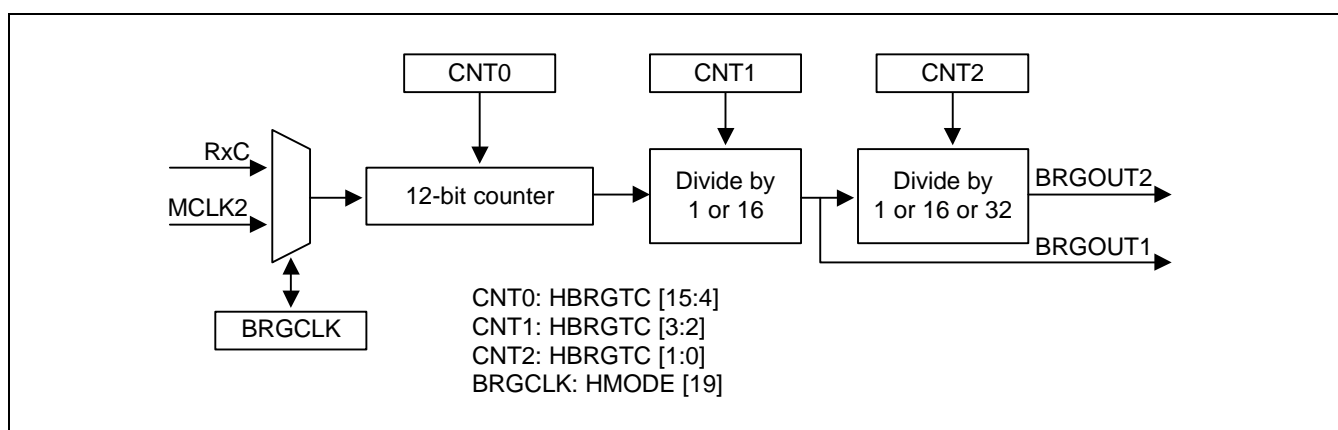 CNT0
CNT1
CNT2
RxC
MCLK2
12-bit counter
Divide by
1 or 16
Divide by
1 or 16 or 32
BRGOUT2
BRGOUT1
BRGCLK
CNT0: HBRGTC [15:4]
CNT1: HBRGTC [3:2]
CNT2: HBRGTC [1:0]
BRGCLK: HMODE [19]